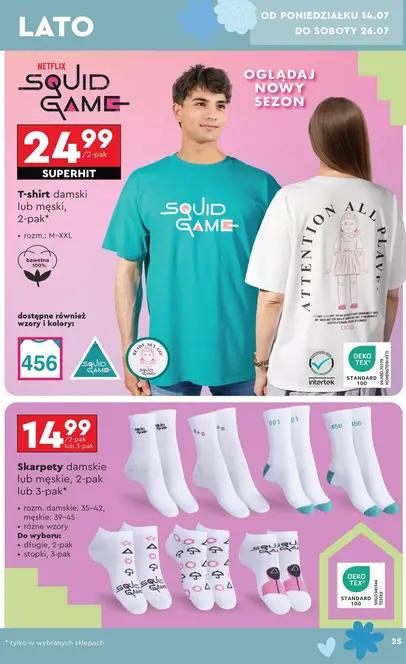 LATO
OD PONIEDZIAŁKU 14.07
DO SOBOTY 26.07
NETFLIX
SQUID
GAME
OGLĄDAJ
NOWY
SEZON
24.99
/2-pak
SUPERHIT
T-shirt damski
lub męski,
2-pak*
• rozm.: M-XXL
bawełna
100%
dostępne również
wzory i kolory:
456
SQUID
GAME
READY, SET, GO!
SQUID
GAME
ATTENTION ALL PLAYE
intertek
OEKO
TEX®
STANDARD
100
14.99
/2-pak
lub 3-pak
Skarpety damskie
lub męskie, 2-pak
lub 3-pak*
• rozm. damskie: 35-42,
męskie: 39-45
• różne wzory
Do wyboru:
• długie, 2-pak
• stopki, 3-pak
SQUID
GAME
001
456
456
SQUID
GAME
SQUID
GAME
OEKO
TEX®
STANDARD
100
* tylko w wybranych sklepach
25